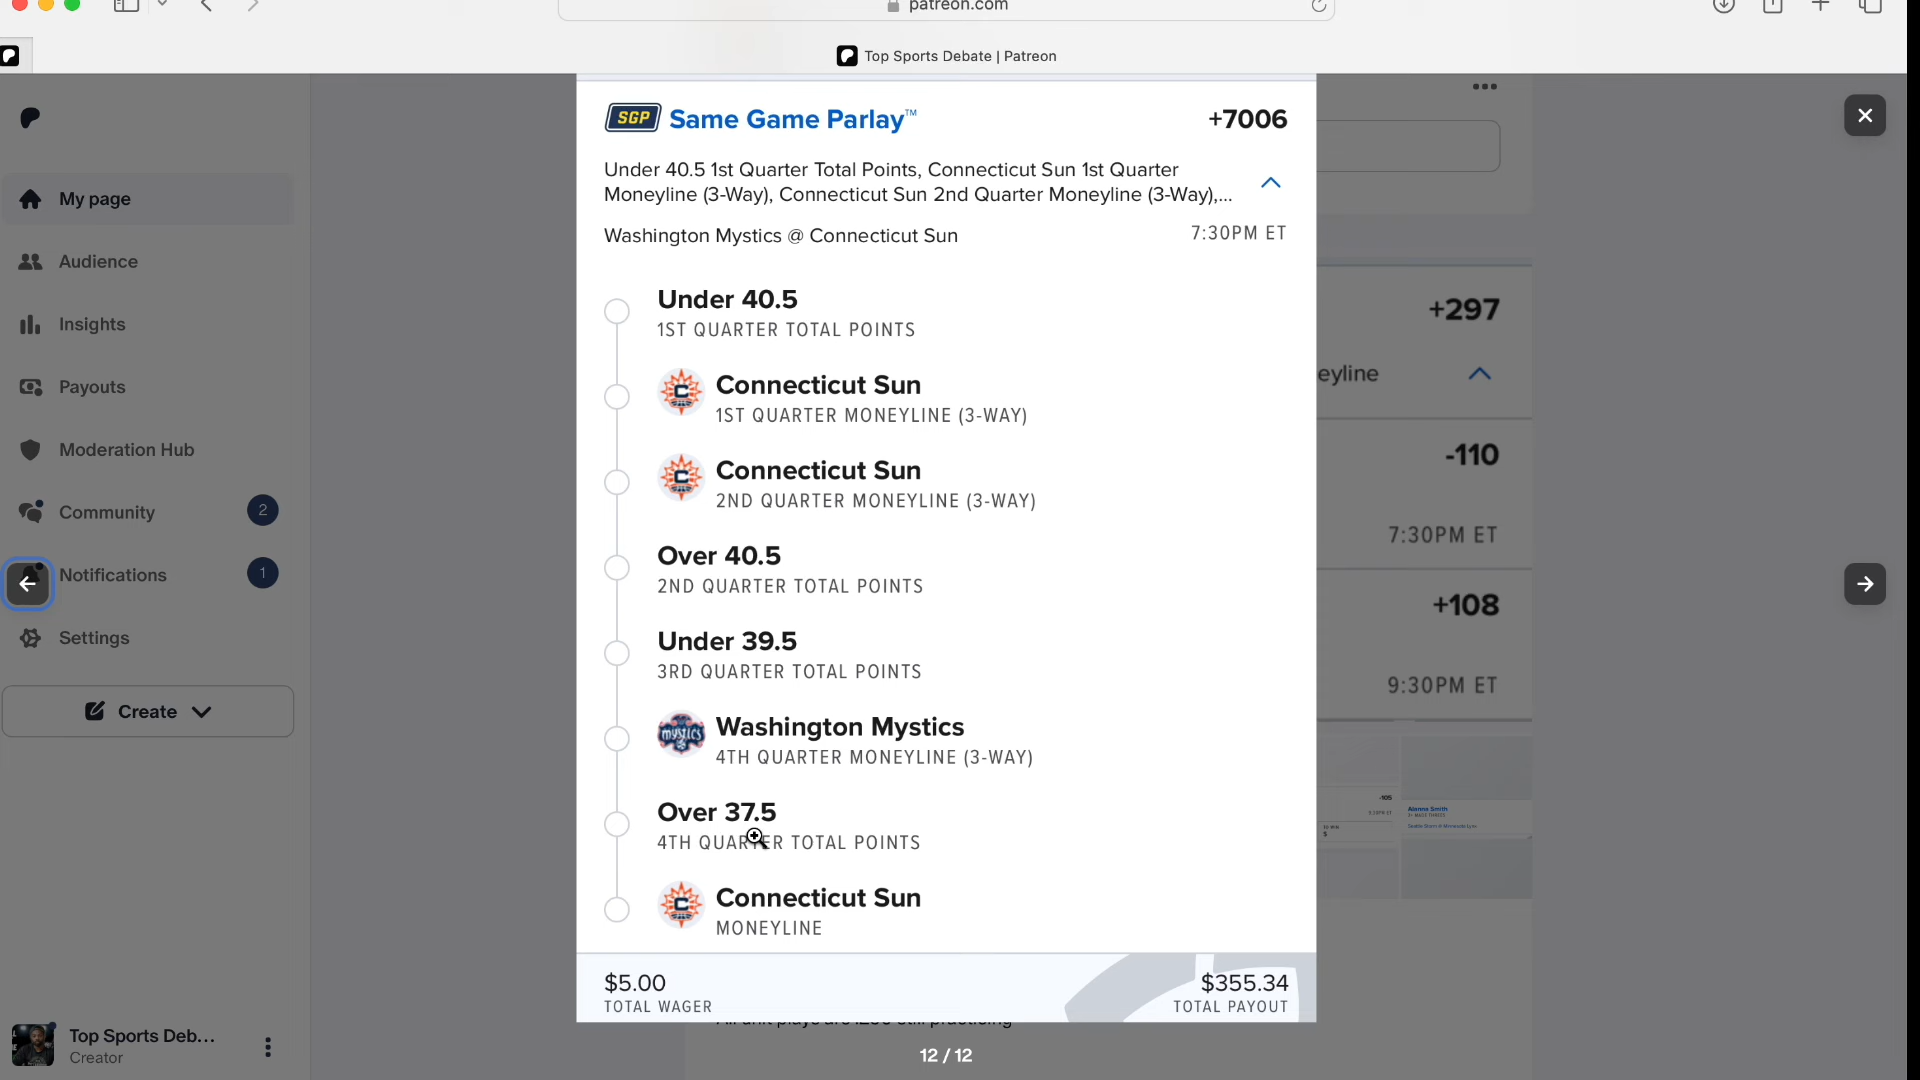 patreon.com
Top Sports Debate | Patreon
SGP Same Game Parlay™ +7006
Under 40.5 1st Quarter Total Points, Connecticut Sun 1st Quarter
Moneyline (3-Way), Connecticut Sun 2nd Quarter Moneyline (3-Way),...
Washington Mystics @ Connecticut Sun 7:30PM ET
Under 40.5
1ST QUARTER TOTAL POINTS
Connecticut Sun
1ST QUARTER MONEYLINE (3-WAY)
Connecticut Sun
2ND QUARTER MONEYLINE (3-WAY)
Over 40.5
2ND QUARTER TOTAL POINTS
Under 39.5
3RD QUARTER TOTAL POINTS
mystics
Washington Mystics
4TH QUARTER MONEYLINE (3-WAY)
Over 37.5
4TH QUARTER TOTAL POINTS
Connecticut Sun
MONEYLINE
$5.00 $355.34
TOTAL WAGER TOTAL PAYOUT
12 / 12
My page
Audience
Insights
Payouts
Moderation Hub
Community 2
Notifications 1
Settings
Create
Top Sports Deb...
Creator
+297
eyline
-110
7:30PM ET
+108
9:30PM ET
-105
Alanna Smith